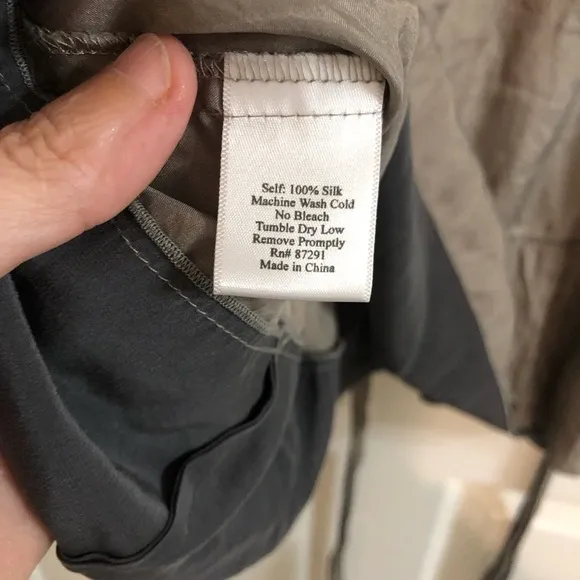 Self: 100% Silk
Machine Wash Cold
No Bleach
Tumble Dry Low
Remove Promptly
Rn# 87291
Made in China